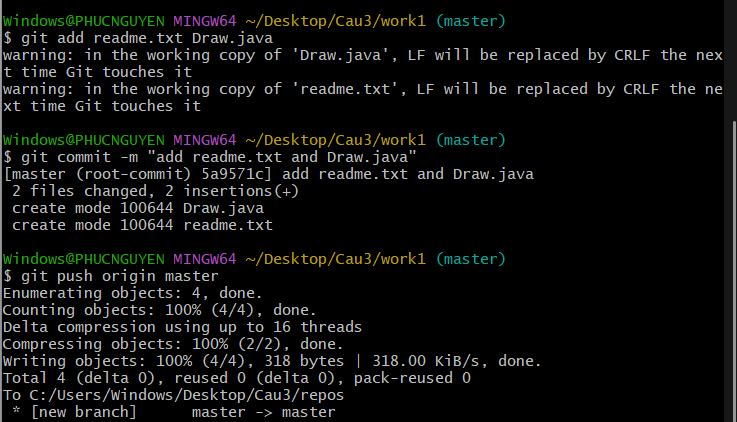 Windows@PHUCNGUYEN MINGW64 ~/Desktop/Cau3/work1 (master)
$ git add readme.txt Draw.java
warning: in the working copy of 'Draw.java', LF will be replaced by CRLF the nex
t time Git touches it
warning: in the working copy of 'readme.txt', LF will be replaced by CRLF the ne
xt time Git touches it
Windows@PHUCNGUYEN MINGW64 ~/Desktop/Cau3/work1 (master)
$ git commit -m "add readme.txt and Draw.java"
[master (root-commit) 5a9571c] add readme.txt and Draw.java
 2 files changed, 2 insertions(+)
 create mode 100644 Draw.java
 create mode 100644 readme.txt
Windows@PHUCNGUYEN MINGW64 ~/Desktop/Cau3/work1 (master)
$ git push origin master
Enumerating objects: 4, done.
Counting objects: 100% (4/4), done.
Delta compression using up to 16 threads
Compressing objects: 100% (2/2), done.
Writing objects: 100% (4/4), 318 bytes | 318.00 KiB/s, done.
Total 4 (delta 0), reused 0 (delta 0), pack-reused 0
To C:/Users/Windows/Desktop/Cau3/repos
 * [new branch]      master -> master